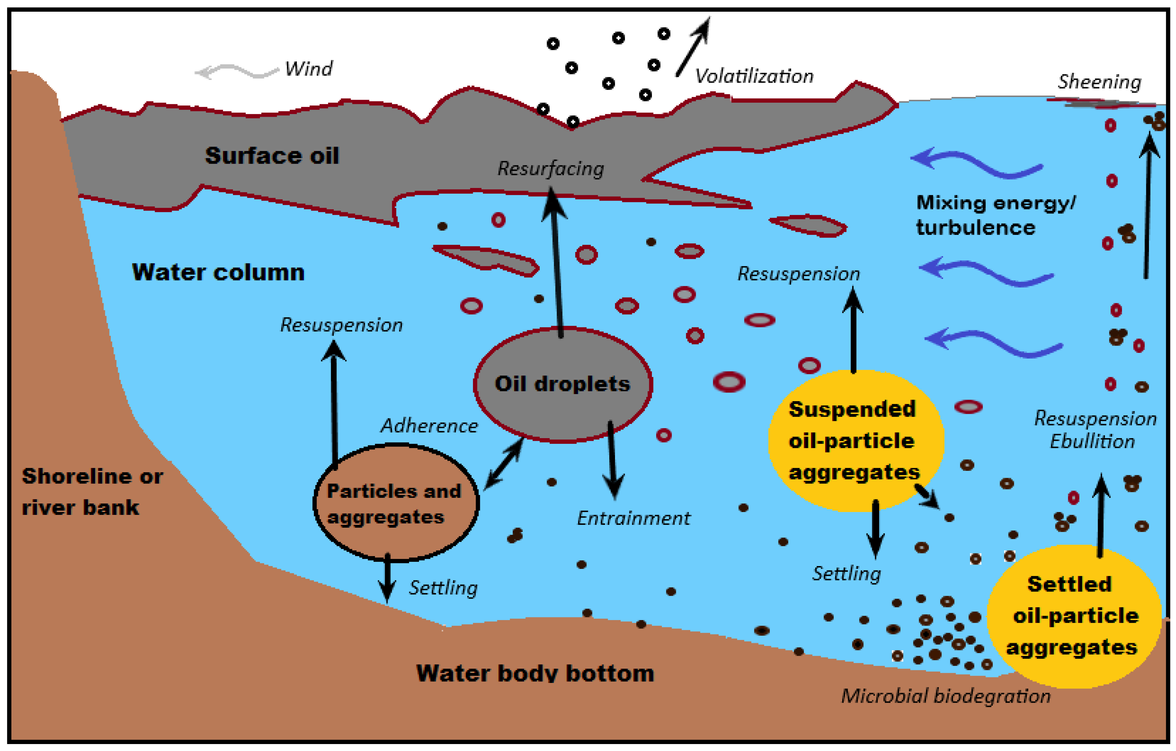 Wind
Volatilization
Sheening
Surface oil
Resurfacing
Mixing energy/
turbulence
Water column
Resuspension
Resuspension
Oil droplets
Adherence
Suspended
oil-particle
aggregates
Resuspension
Ebullition
Shoreline or
river bank
Particles and
aggregates
Entrainment
Settling
Settling
Settled
oil-particle
aggregates
Water body bottom
Microbial biodegration